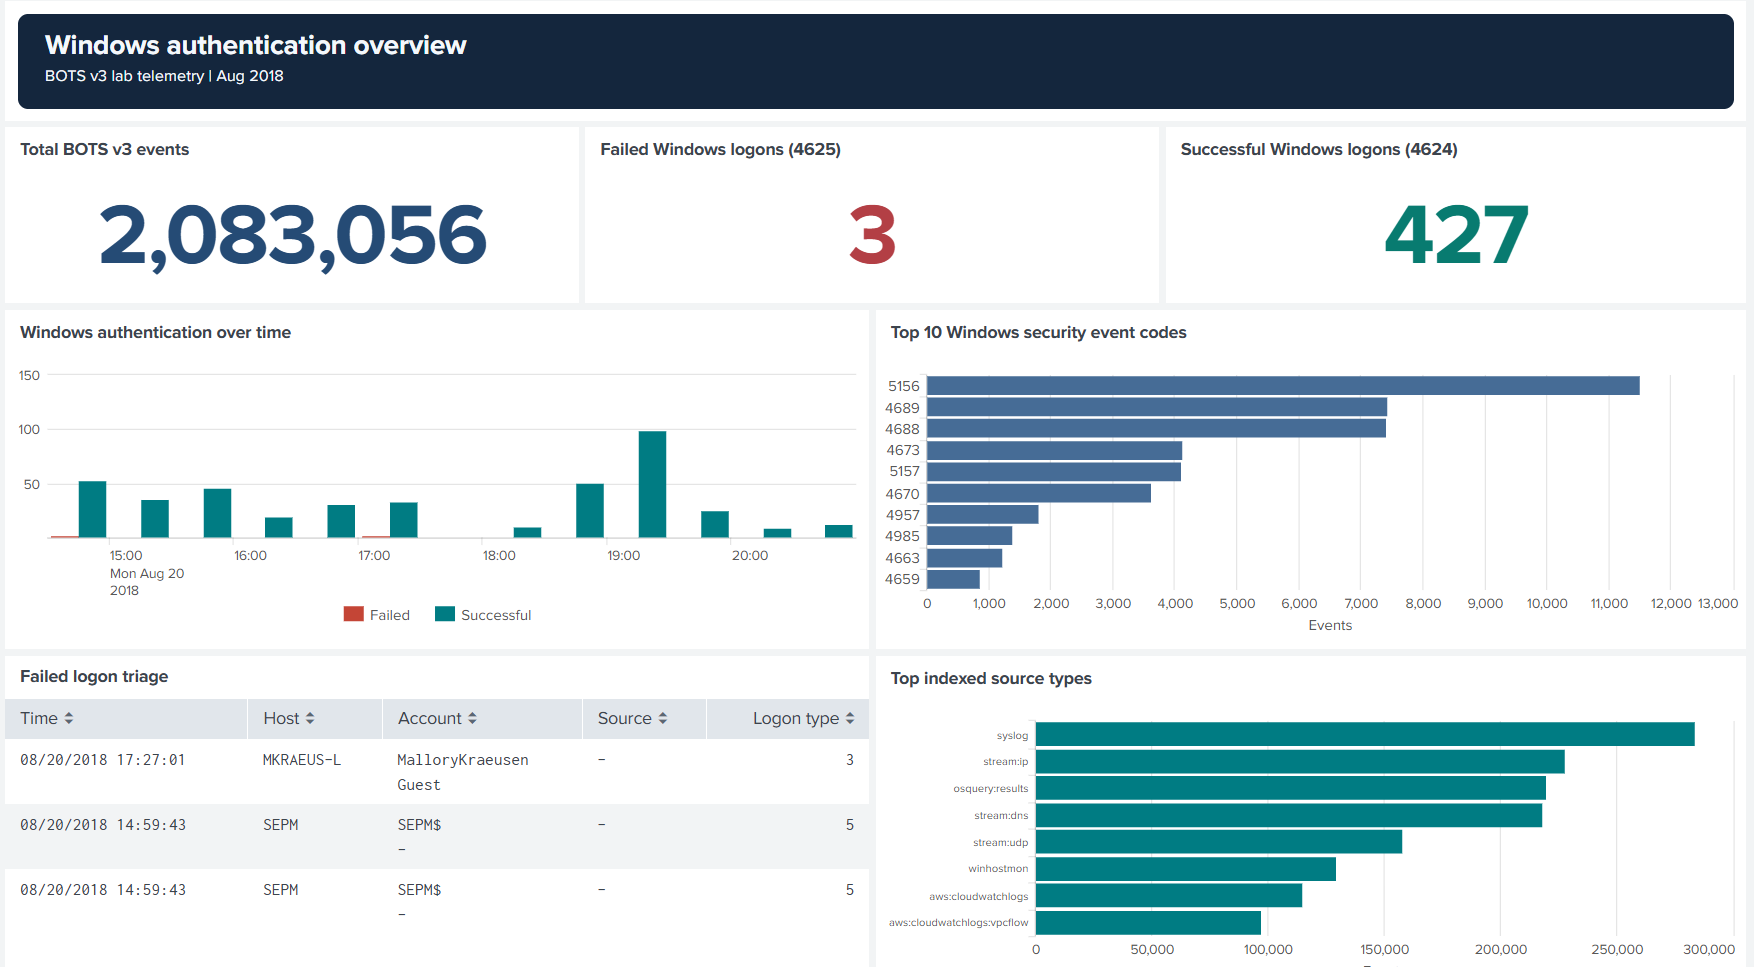 Windows authentication overview
BOTS v3 lab telemetry | Aug 2018
Total BOTS v3 events
2,083,056
Failed Windows logons (4625)
3
Successful Windows logons (4624)
427
Windows authentication over time
150
100
50
15:00 16:00 17:00 18:00 19:00 20:00
Mon Aug 20
2018
Failed Successful
Top 10 Windows security event codes
5156
4689
4688
4673
5157
4670
4957
4985
4663
4659
0 1,000 2,000 3,000 4,000 5,000 6,000 7,000 8,000 9,000 10,000 11,000 12,000 13,000
Events
Failed logon triage
Time Host Account Source Logon type
08/20/2018 17:27:01 MKRAEUS-L MalloryKraeusen - 3
Guest
08/20/2018 14:59:43 SEPM SEPM$ - 5
-
08/20/2018 14:59:43 SEPM SEPM$ - 5
-
Top indexed source types
syslog
stream:ip
osquery:results
stream:dns
stream:udp
winhostmon
aws:cloudwatchlogs
aws:cloudwatchlogs:vpcflow
0 50,000 100,000 150,000 200,000 250,000 300,000